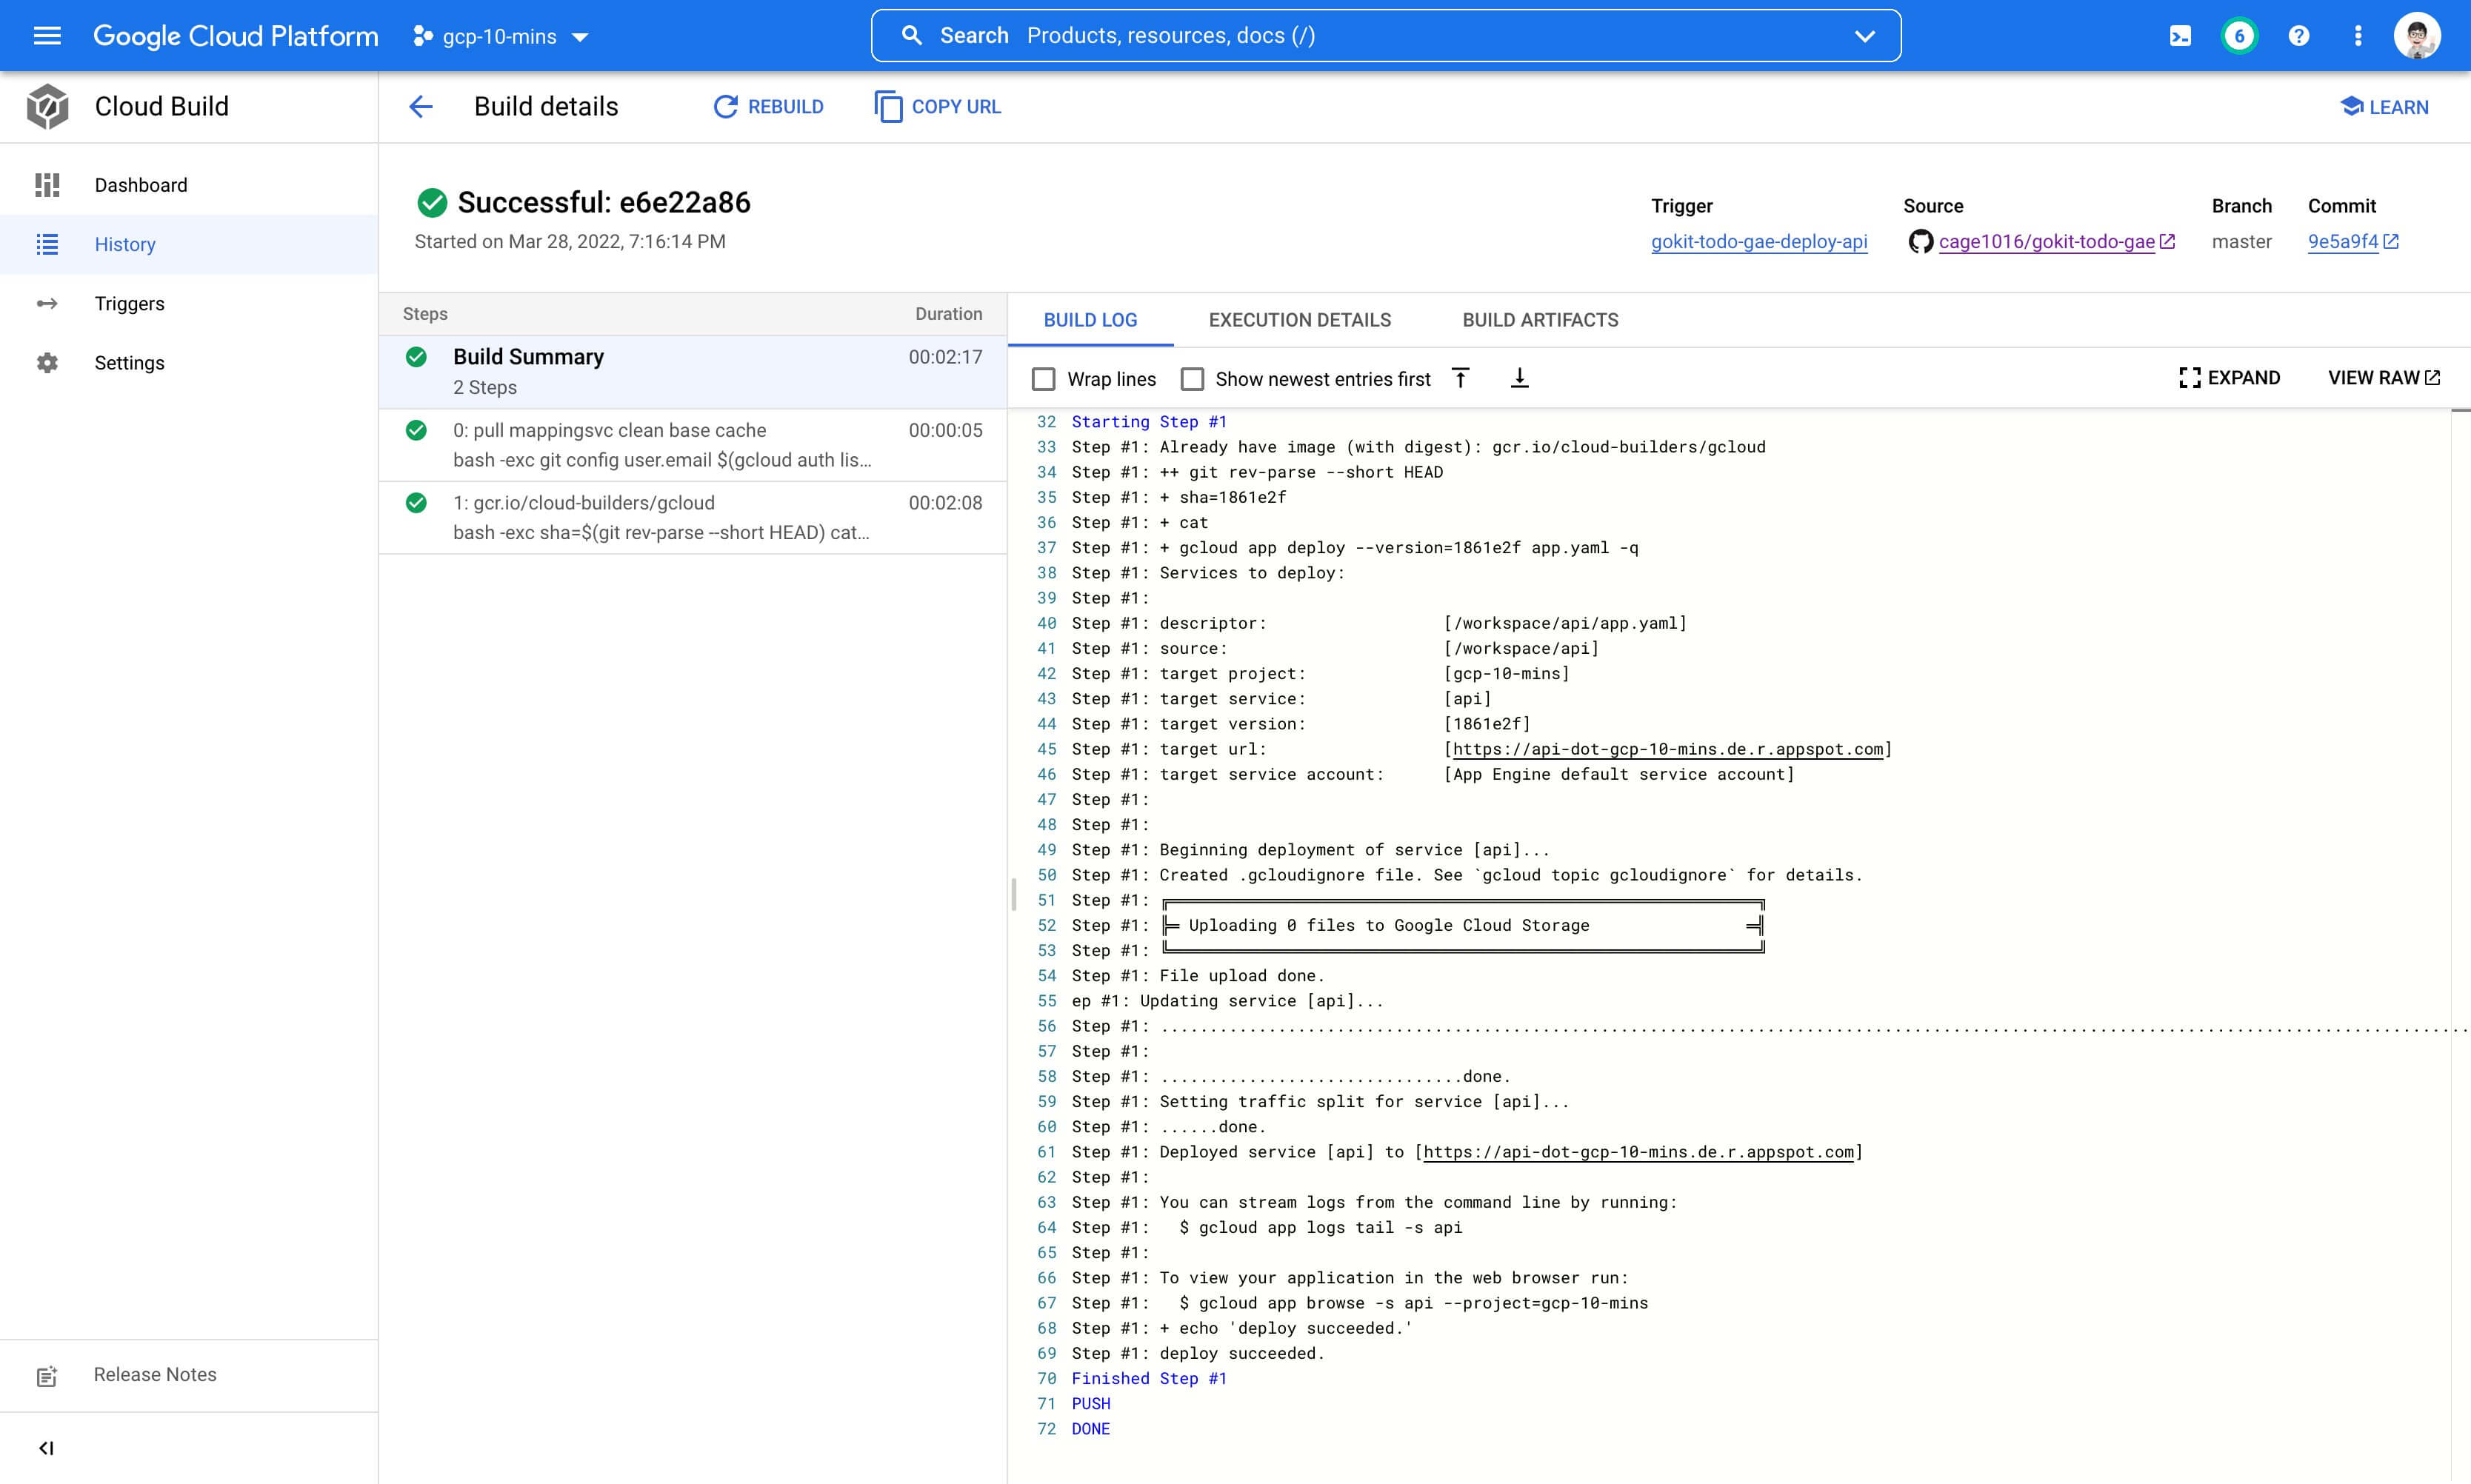 Google Cloud Platform
gcp-10-mins
Search Products, resources, docs (/)
6
Cloud Build
Build details
REBUILD
COPY URL
LEARN
Dashboard
History
Triggers
Settings
Release Notes
Successful: e6e22a86
Started on Mar 28, 2022, 7:16:14 PM
Trigger
gokit-todo-gae-deploy-api
Source
cage1016/gokit-todo-gae
Branch
master
Commit
9e5a9f4
Steps Duration
Build Summary 00:02:17
2 Steps
0: pull mappingsvc clean base cache 00:00:05
bash -exc git config user.email $(gcloud auth lis...
1: gcr.io/cloud-builders/gcloud 00:02:08
bash -exc sha=$(git rev-parse --short HEAD) cat...
BUILD LOG EXECUTION DETAILS BUILD ARTIFACTS
Wrap lines Show newest entries first EXPAND VIEW RAW
32 Starting Step #1
33 Step #1: Already have image (with digest): gcr.io/cloud-builders/gcloud
34 Step #1: ++ git rev-parse --short HEAD
35 Step #1: + sha=1861e2f
36 Step #1: + cat
37 Step #1: + gcloud app deploy --version=1861e2f app.yaml -q
38 Step #1: Services to deploy:
39 Step #1:
40 Step #1: descriptor: [/workspace/api/app.yaml]
41 Step #1: source: [/workspace/api]
42 Step #1: target project: [gcp-10-mins]
43 Step #1: target service: [api]
44 Step #1: target version: [1861e2f]
45 Step #1: target url: [https://api-dot-gcp-10-mins.de.r.appspot.com]
46 Step #1: target service account: [App Engine default service account]
47 Step #1:
48 Step #1:
49 Step #1: Beginning deployment of service [api]...
50 Step #1: Created .gcloudignore file. See `gcloud topic gcloudignore` for details.
51 Step #1: ╔════════════════════════════════════════════════════════════╗
52 Step #1: ╠═ Uploading 0 files to Google Cloud Storage ═╣
53 Step #1: ╚════════════════════════════════════════════════════════════╝
54 Step #1: File upload done.
55 ep #1: Updating service [api]...
56 Step #1: .....................................................................................................................................
57 Step #1:
58 Step #1: ...............................done.
59 Step #1: Setting traffic split for service [api]...
60 Step #1: ......done.
61 Step #1: Deployed service [api] to [https://api-dot-gcp-10-mins.de.r.appspot.com]
62 Step #1:
63 Step #1: You can stream logs from the command line by running:
64 Step #1: $ gcloud app logs tail -s api
65 Step #1:
66 Step #1: To view your application in the web browser run:
67 Step #1: $ gcloud app browse -s api --project=gcp-10-mins
68 Step #1: + echo 'deploy succeeded.'
69 Step #1: deploy succeeded.
70 Finished Step #1
71 PUSH
72 DONE